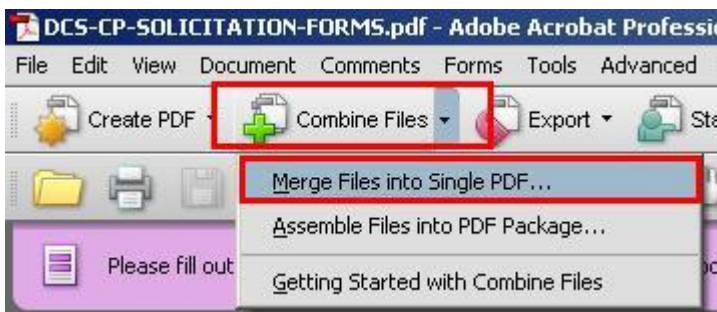 DCS-CP-SOLICITATION-FORMS.pdf - Adobe Acrobat
File Edit View Document Comments Forms Tools Advanced
Create PDF Combine Files Export
Merge Files into Single PDF...
Assemble Files into PDF Package...
Please fill out
Getting Started with Combine Files